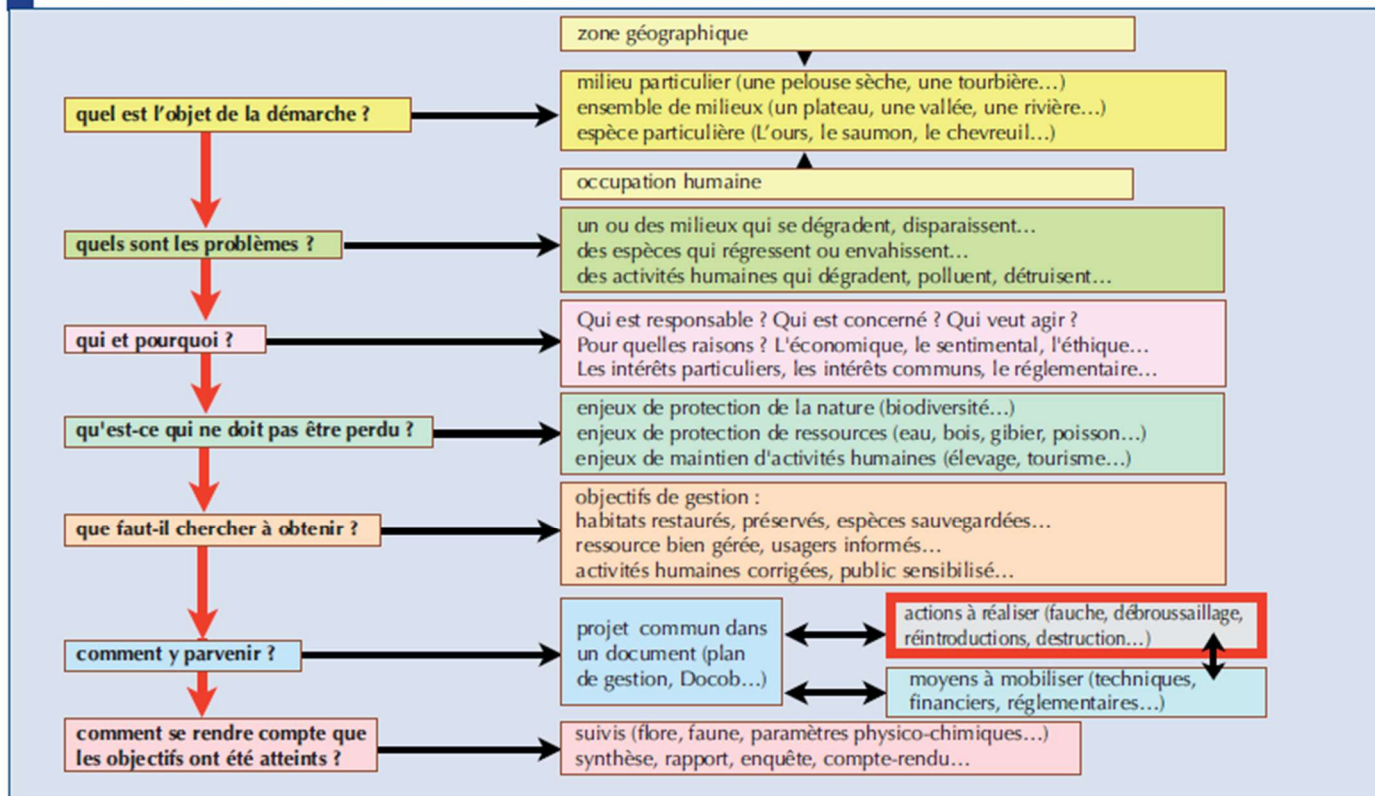 zone géographique
quel est l'objet de la démarche ?
milieu particulier (une pelouse sèche, une tourbière…)
ensemble de milieux (un plateau, une vallée, une rivière…)
espèce particulière (L'ours, le saumon, le chevreuil…)
occupation humaine
quels sont les problèmes ?
un ou des milieux qui se dégradent, disparaissent…
des espèces qui régressent ou envahissent…
des activités humaines qui dégradent, polluent, détruisent…
qui et pourquoi ?
Qui est responsable ? Qui est concerné ? Qui veut agir ?
Pour quelles raisons ? L'économique, le sentimental, l'éthique…
Les intérêts particuliers, les intérêts communs, le réglementaire…
qu'est-ce qui ne doit pas être perdu ?
enjeux de protection de la nature (biodiversité…)
enjeux de protection de ressources (eau, bois, gibier, poisson…)
enjeux de maintien d'activités humaines (élevage, tourisme…)
que faut-il chercher à obtenir ?
objectifs de gestion :
habitats restaurés, préservés, espèces sauvegardées…
ressource bien gérée, usagers informés…
activités humaines corrigées, public sensibilisé…
comment y parvenir ?
projet commun dans
un document (plan
de gestion, Docob…)
actions à réaliser (fauche, débroussaillage,
réintroductions, destruction…)
moyens à mobiliser (techniques,
financiers, réglementaires…)
comment se rendre compte que
les objectifs ont été atteints ?
suivis (flore, faune, paramètres physico-chimiques…)
synthèse, rapport, enquête, compte-rendu…